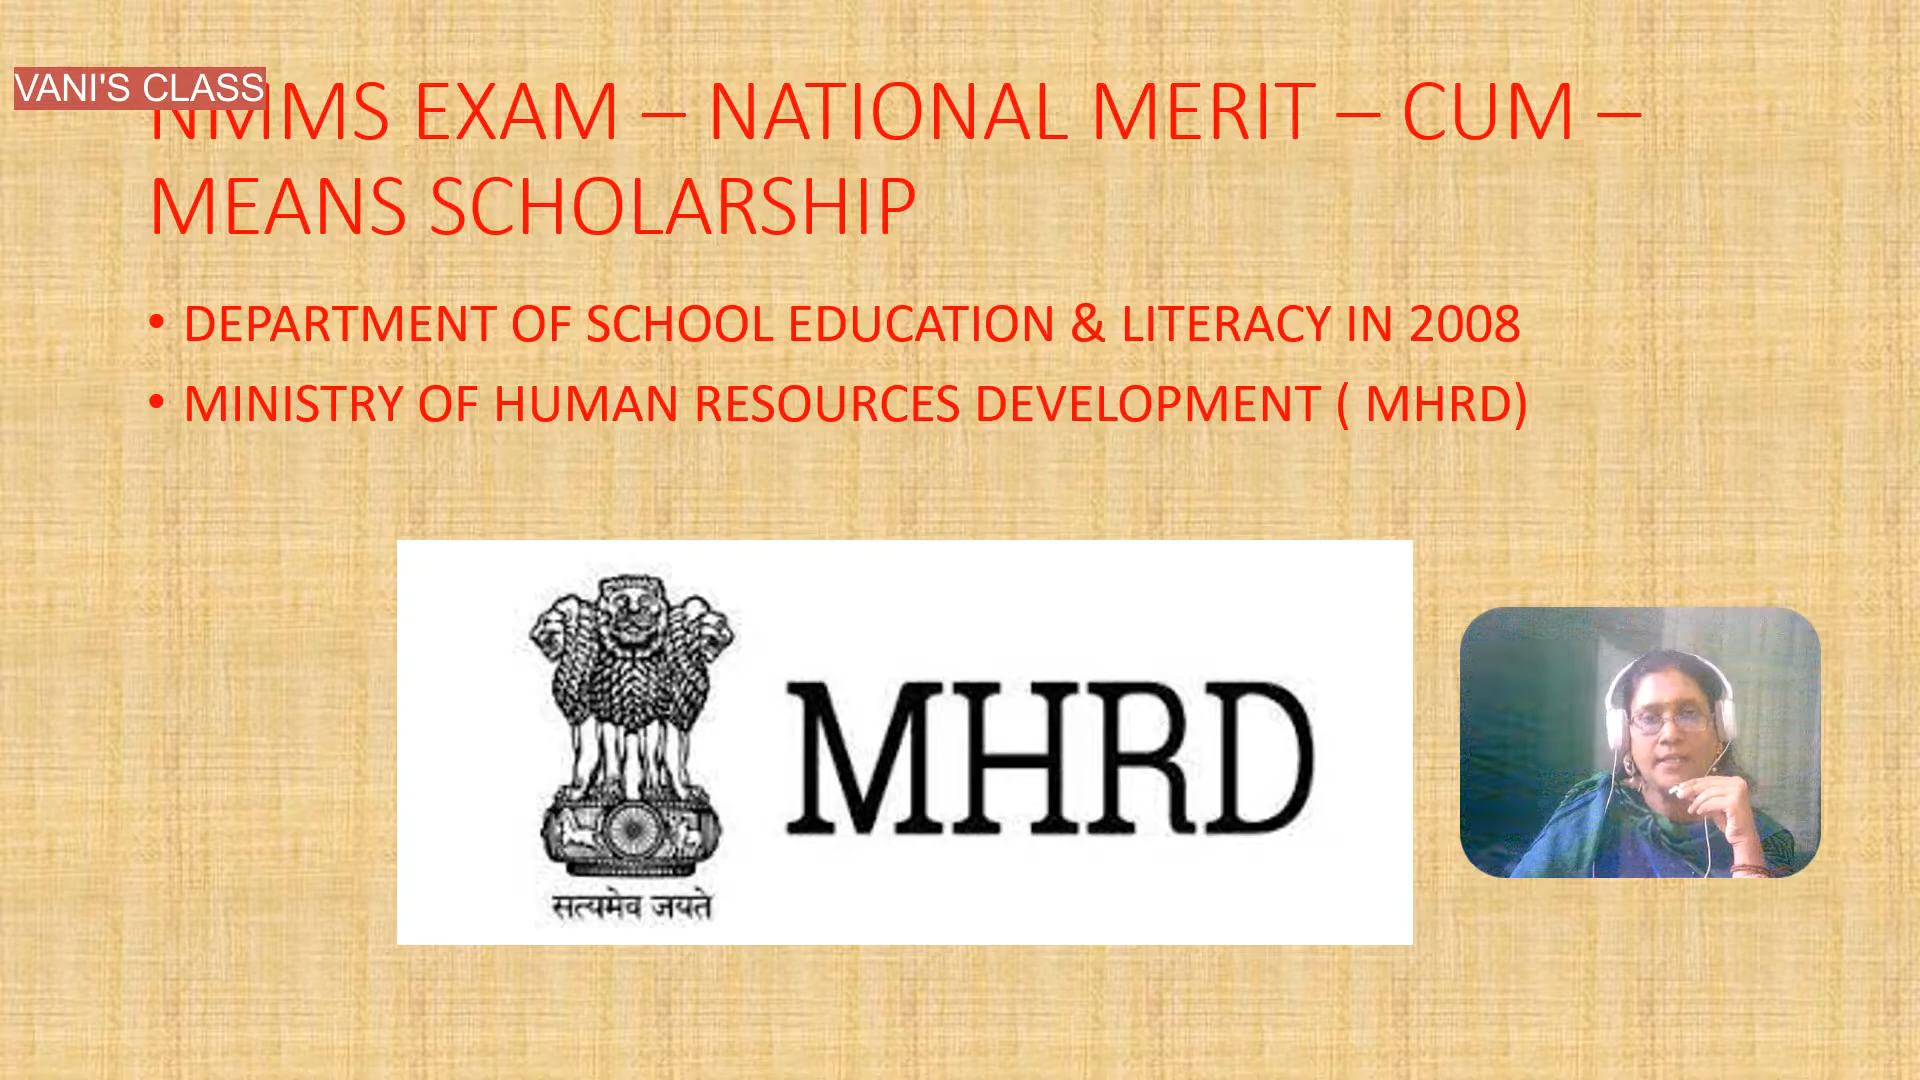 VANI'S CLASS
NMMS EXAM – NATIONAL MERIT – CUM –
MEANS SCHOLARSHIP
• DEPARTMENT OF SCHOOL EDUCATION & LITERACY IN 2008
• MINISTRY OF HUMAN RESOURCES DEVELOPMENT ( MHRD)
MHRD
सत्यमेव जयते